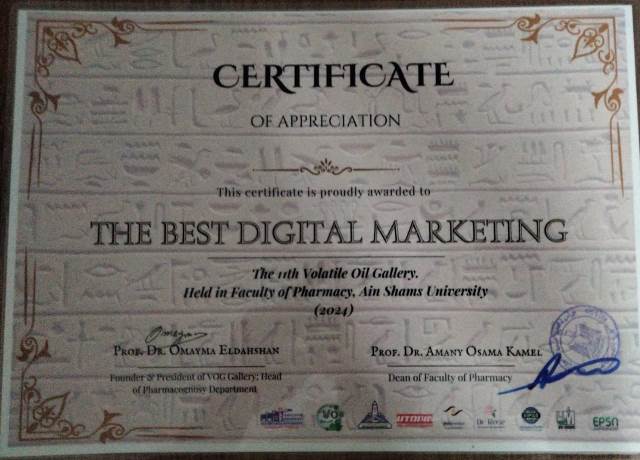 CERTIFICATE
OF APPRECIATION
This certificate is proudly awarded to
THE BEST DIGITAL MARKETING
The 11th Volatile Oil Gallery.
Held in Faculty of Pharmacy, Ain Shams University
(2024)
PROF. DR. OMAYMA ELDAHSHAN
Founder & President of VOG Gallery; Head
of Pharmacognosy Department
PROF. DR. AMANY OSAMA KAMEL
Dean of Faculty of Pharmacy
UTOPIA
EPSA